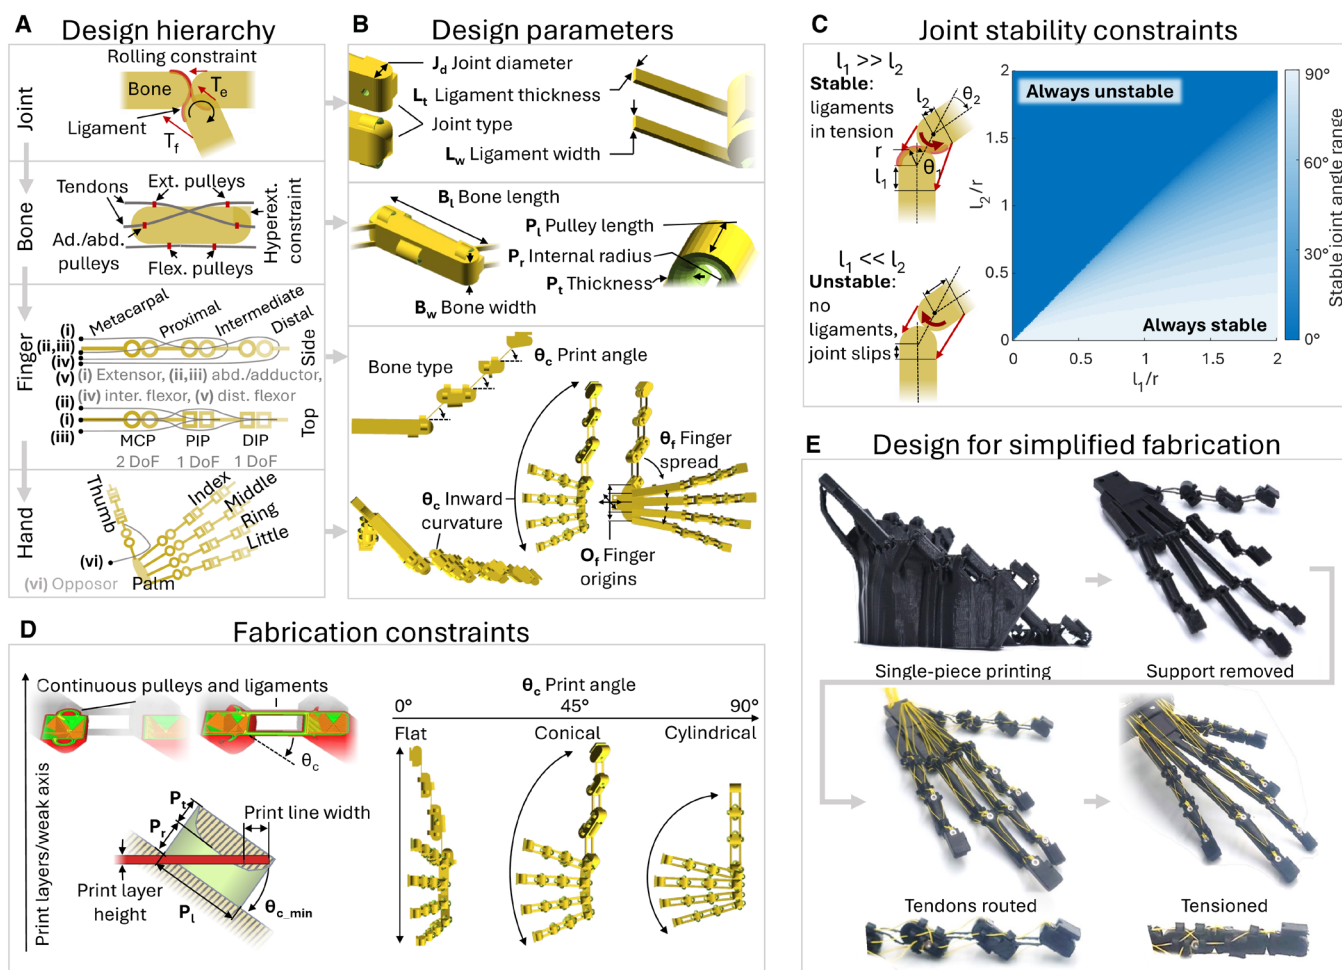 A
Design hierarchy
Joint
Rolling constraint
Bone
Te
Ligament
Tf
Bone
Tendons
Ext. pulleys
Hyperext.
constraint
Ad./abd.
pulleys
Flex. pulleys
Finger
Metacarpal
Proximal
Intermediate
Distal
(i)
(ii,iii)
(iv)
(v)
Side
(i) Extensor, (ii,iii) abd./adductor,
(iv) inter. flexor, (v) dist. flexor
(ii)
(i)
(iii)
Top
MCP PIP DIP
2 DoF 1 DoF 1 DoF
Hand
Thumb
Index
Middle
Ring
Little
(vi)
(vi) Opposor
Palm
B
Design parameters
Jd Joint diameter
Lt Ligament thickness
Joint type
Lw Ligament width
Bl Bone length
Pl Pulley length
Pr Internal radius
Pt Thickness
Bw Bone width
θc Print angle
Bone type
θf Finger
spread
θc Inward
curvature
Of Finger
origins
C
Joint stability constraints
l1 >> l2
Stable:
ligaments
in tension
l2
θ2
r
θ1
l1
l1 << l2
Unstable:
no
ligaments,
joint slips
2
1.5
1
0.5
0
l2/r
Always unstable
Always stable
0 0.5 1 1.5 2
l1/r
90°
60°
30°
0°
Stable joint angle range
D
Fabrication constraints
Print layers/weak axis
Continuous pulleys and ligaments
θc
Pt
Pr
Print line width
Print layer
height
Pl
θc_min
θc Print angle
0° 45° 90°
Flat Conical Cylindrical
E
Design for simplified fabrication
Single-piece printing
Support removed
Tendons routed
Tensioned